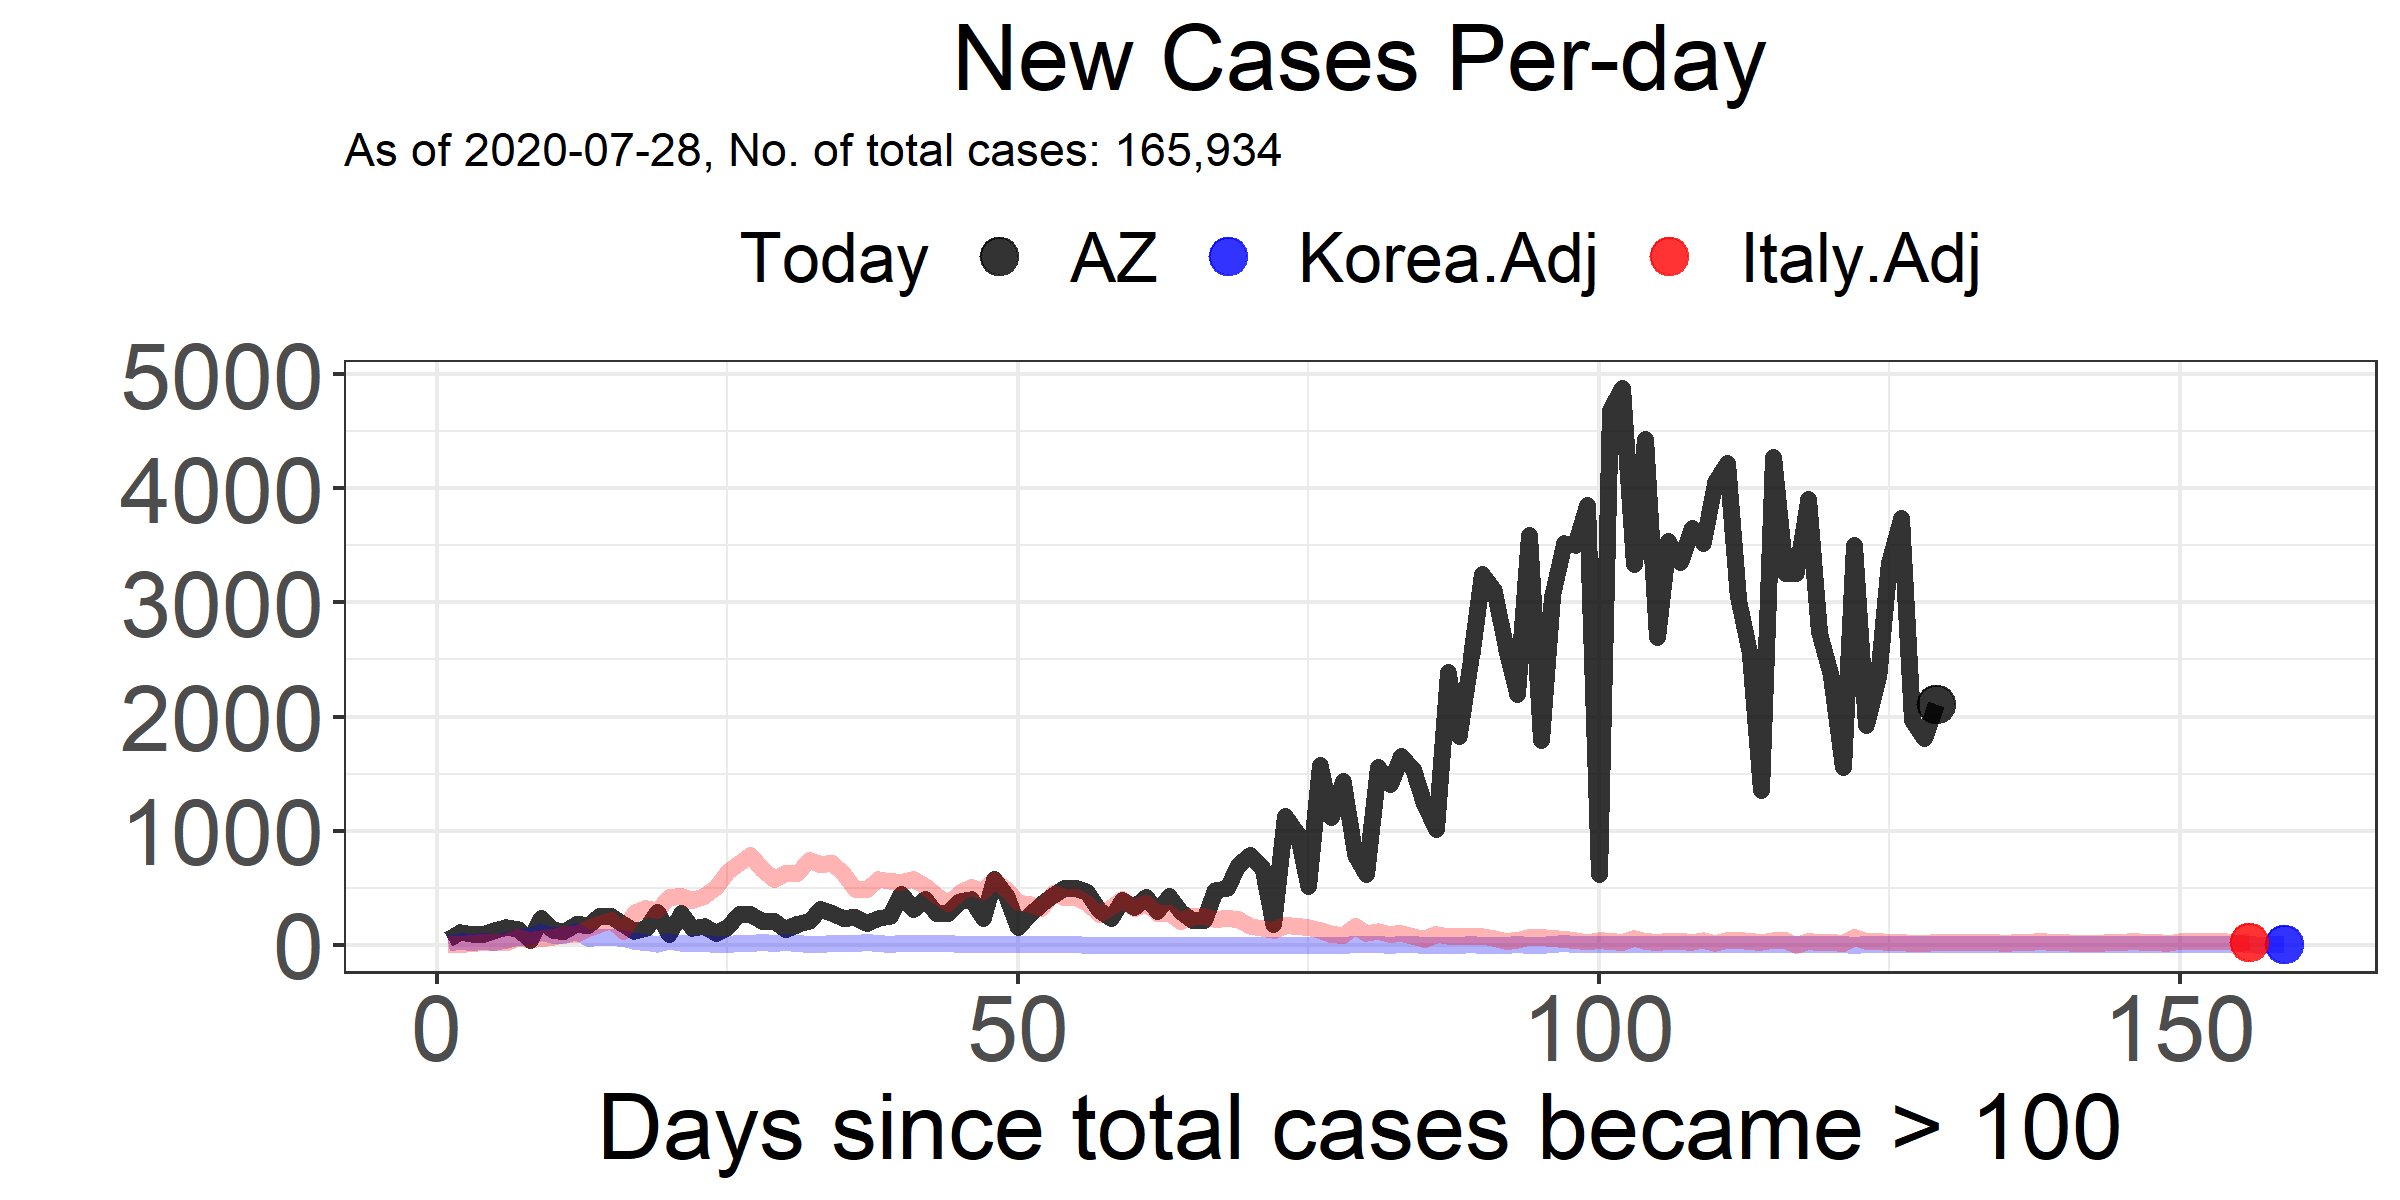 New Cases Per-day
As of 2020-07-28, No. of total cases: 165,934
Today AZ Korea.Adj Italy.Adj
5000
4000
3000
2000
1000
0
0 50 100 150
Days since total cases became > 100